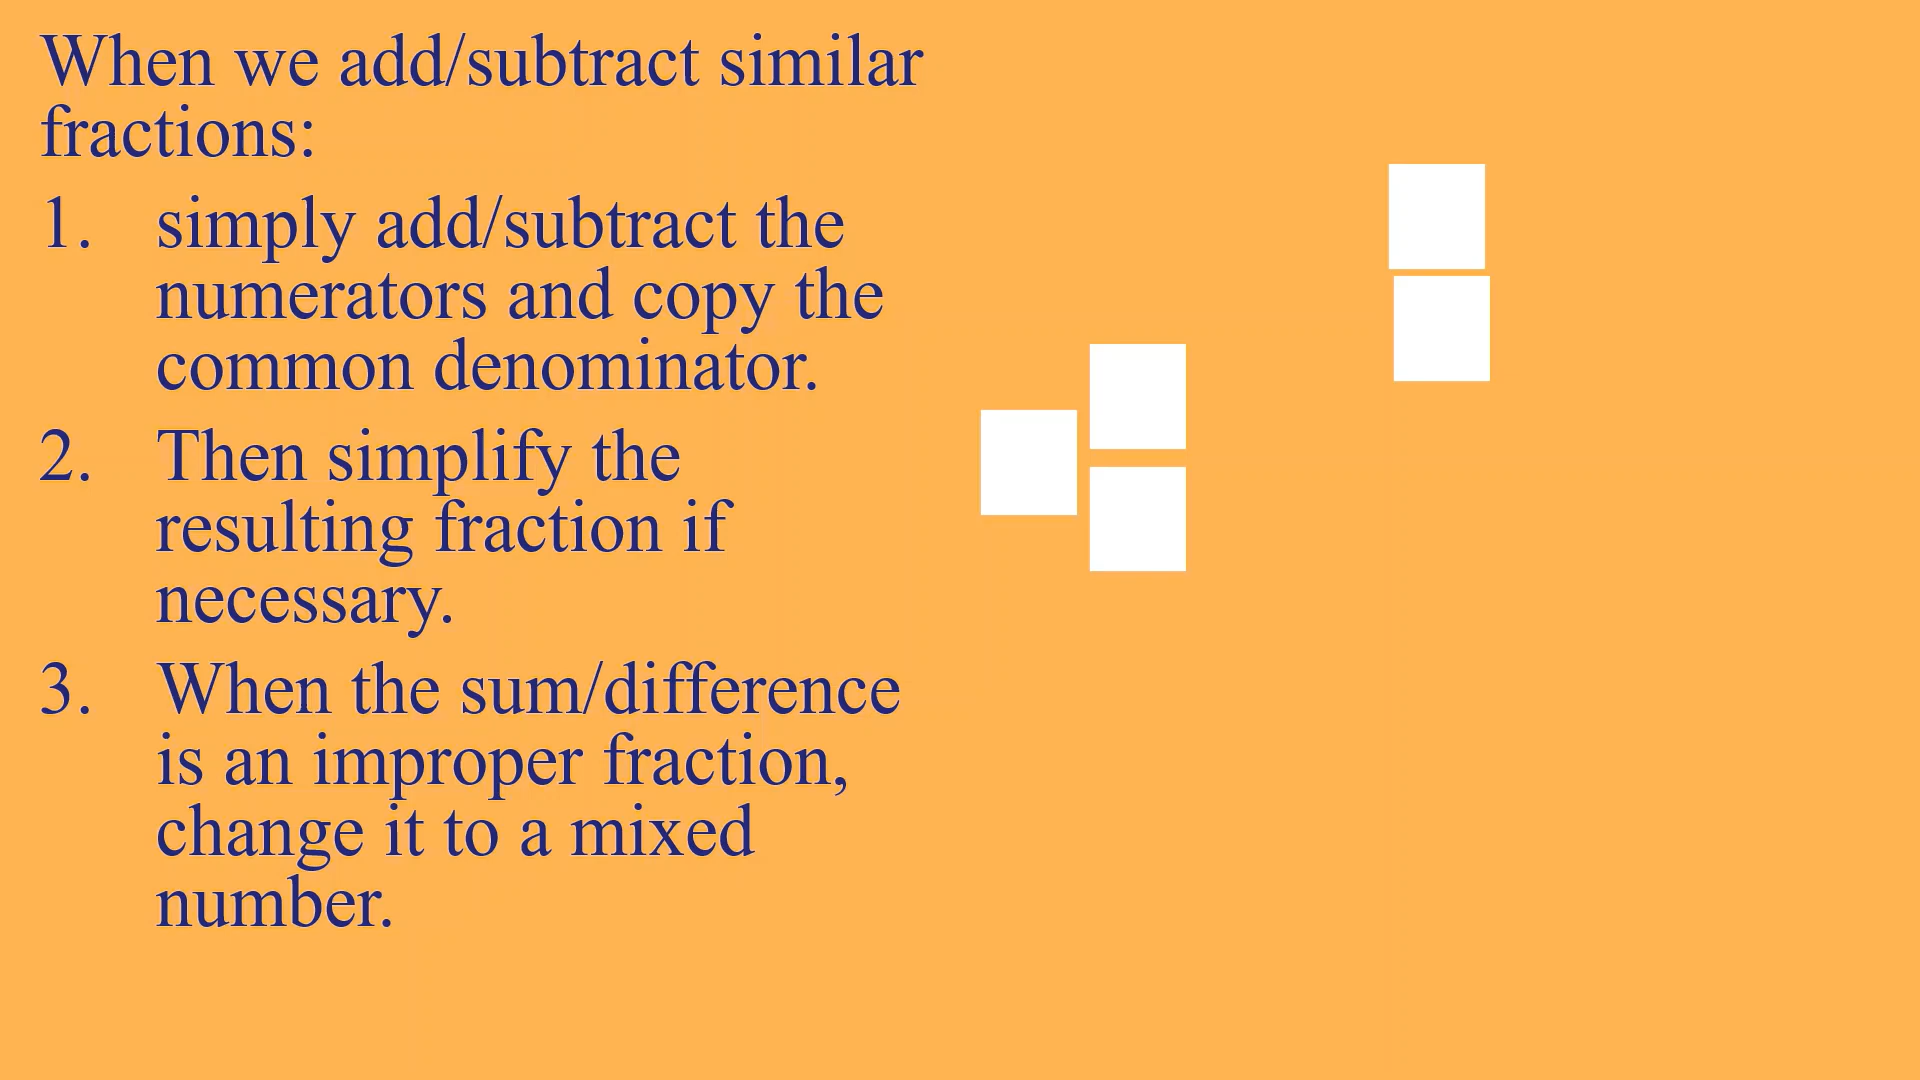 When we add/subtract similar
fractions:
1. simply add/subtract the
numerators and copy the
common denominator.
2. Then simplify the
resulting fraction if
necessary.
3. When the sum/difference
is an improper fraction,
change it to a mixed
number.